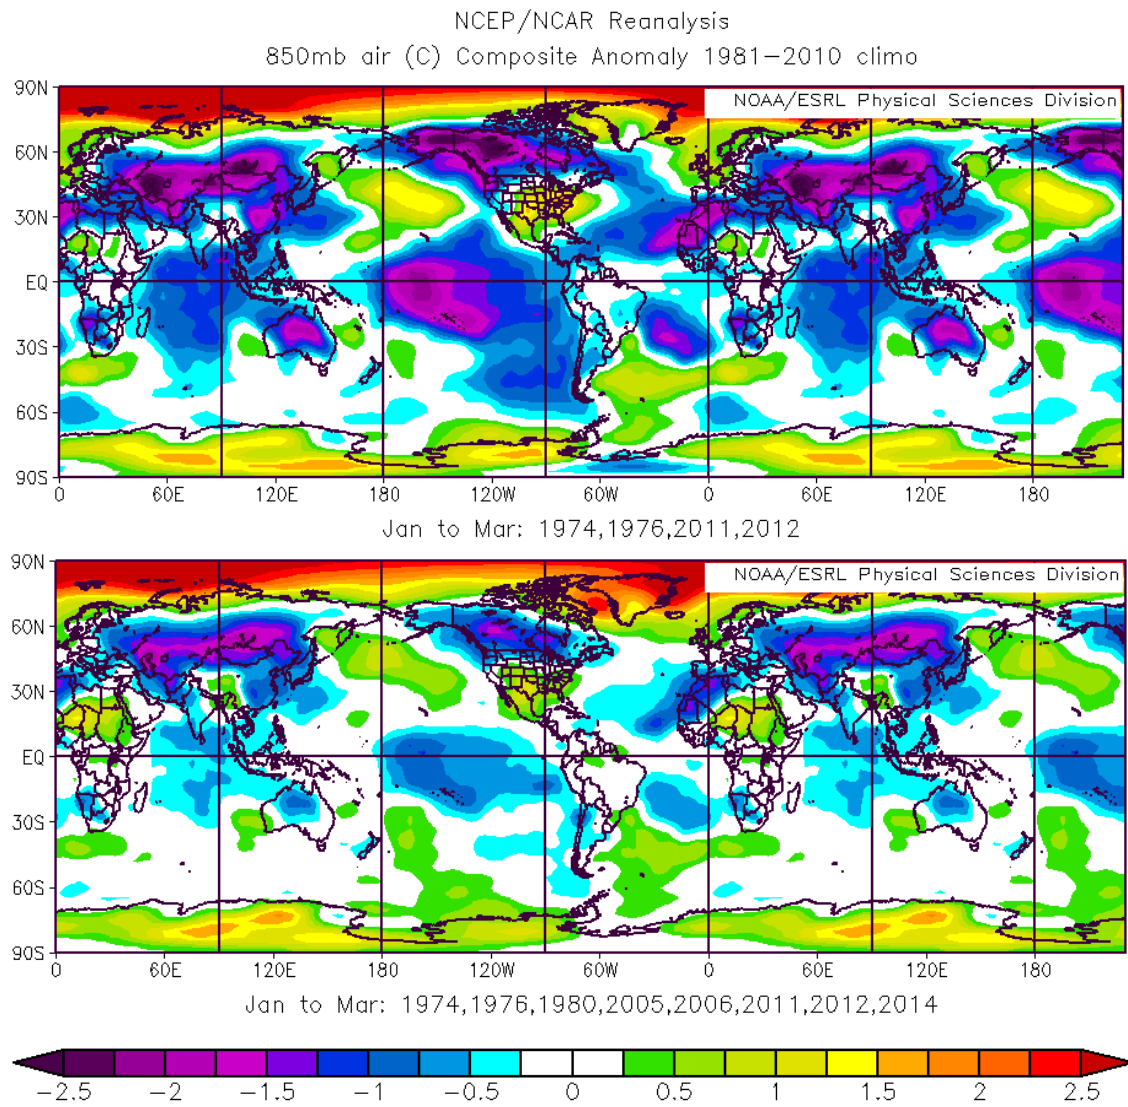 NCEP/NCAR Reanalysis
850mb air (C) Composite Anomaly 1981−2010 climo
90N
NOAA/ESRL Physical Sciences Division
60N
30N
EQ
30S
60S
90S
0 60E 120E 180 120W 60W 0 60E 120E 180
Jan to Mar: 1974,1976,2011,2012
90N
NOAA/ESRL Physical Sciences Division
60N
30N
EQ
30S
60S
90S
0 60E 120E 180 120W 60W 0 60E 120E 180
Jan to Mar: 1974,1976,1980,2005,2006,2011,2012,2014
−2.5 −2 −1.5 −1 −0.5 0 0.5 1 1.5 2 2.5